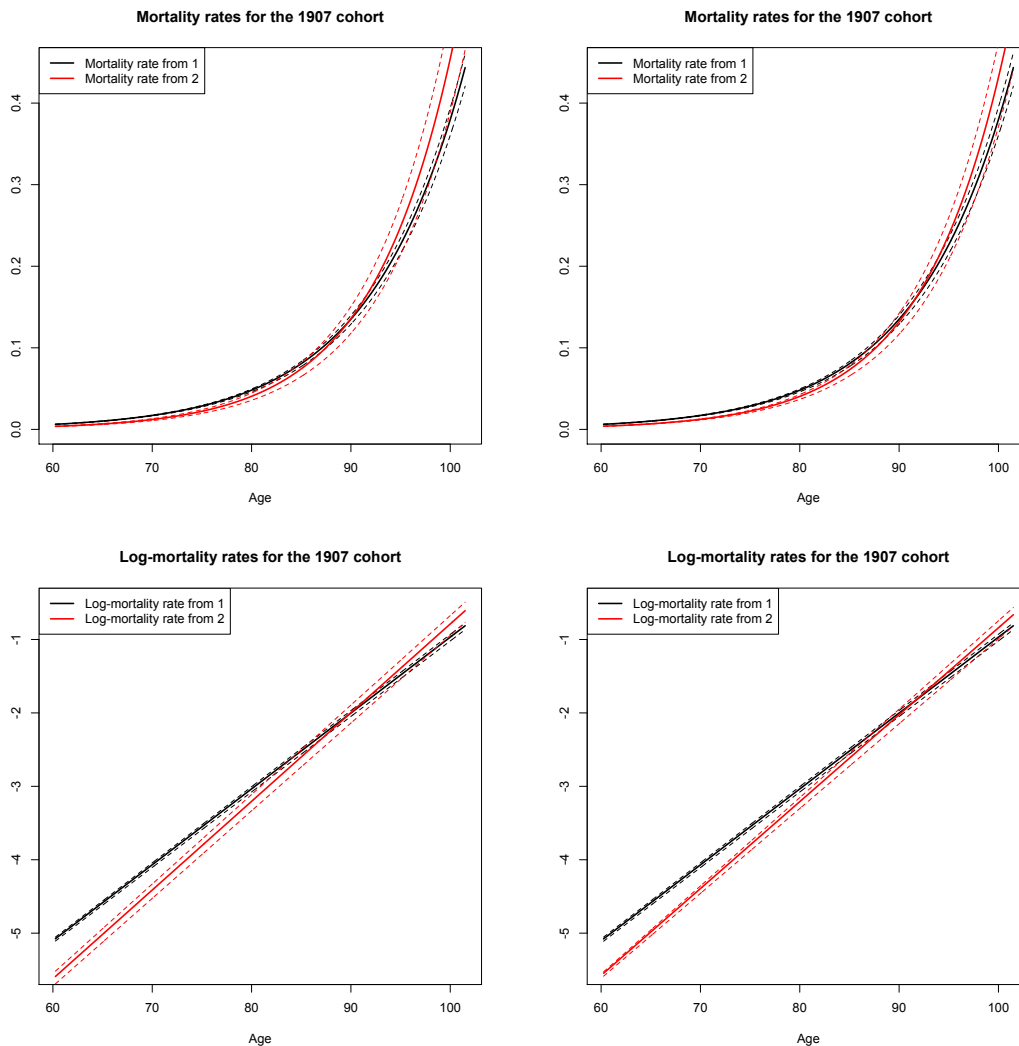 Mortality rates for the 1907 cohort
Mortality rate from 1
Mortality rate from 2
0.4
0.3
0.2
0.1
0.0
60 70 80 90 100
Age
Mortality rates for the 1907 cohort
Mortality rate from 1
Mortality rate from 2
0.4
0.3
0.2
0.1
0.0
60 70 80 90 100
Age
Log-mortality rates for the 1907 cohort
Log-mortality rate from 1
Log-mortality rate from 2
-1
-2
-3
-4
-5
60 70 80 90 100
Age
Log-mortality rates for the 1907 cohort
Log-mortality rate from 1
Log-mortality rate from 2
-1
-2
-3
-4
-5
60 70 80 90 100
Age